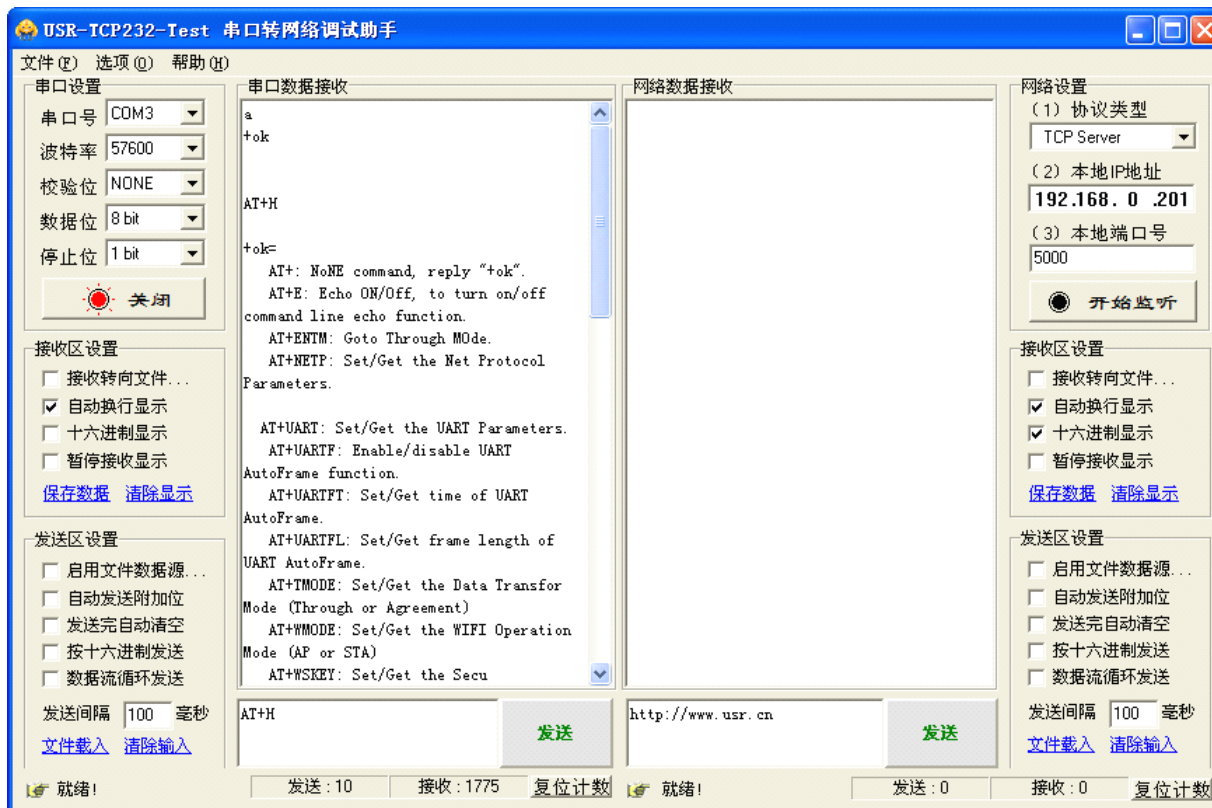 USR-TCP232-Test 串口转网络调试助手
文件(F) 选项(O) 帮助(H)
串口设置
串口号 COM3
波特率 57600
校验位 NONE
数据位 8 bit
停止位 1 bit
关闭
接收区设置
接收转向文件...
自动换行显示
十六进制显示
暂停接收显示
保存数据 清除显示
发送区设置
启用文件数据源...
自动发送附加位
发送完自动清空
按十六进制发送
数据流循环发送
发送间隔 100 毫秒
文件载入 清除输入
串口数据接收
a
+ok
AT+H
+ok=
AT+: NoNE command, reply "+ok".
AT+E: Echo ON/Off, to turn on/off
command line echo function.
AT+ENTM: Goto Through MOde.
AT+NETP: Set/Get the Net Protocol
Parameters.
AT+UART: Set/Get the UART Parameters.
AT+UARTF: Enable/disable UART
AutoFrame function.
AT+UARTFT: Set/Get time of UART
AutoFrame.
AT+UARTFL: Set/Get frame length of
UART AutoFrame.
AT+TMODE: Set/Get the Data Transfor
Mode (Through or Agreement)
AT+WMODE: Set/Get the WIFI Operation
Mode (AP or STA)
AT+WSKEY: Set/Get the Secu
AT+H
发送
网络数据接收
http://www.usr.cn
发送
网络设置
(1) 协议类型
TCP Server
(2) 本地IP地址
192.168. 0 .201
(3) 本地端口号
5000
开始监听
接收区设置
接收转向文件...
自动换行显示
十六进制显示
暂停接收显示
保存数据 清除显示
发送区设置
启用文件数据源...
自动发送附加位
发送完自动清空
按十六进制发送
数据流循环发送
发送间隔 100 毫秒
文件载入 清除输入
就绪! 发送:10 接收:1775 复位计数
就绪! 发送:0 接收:0 复位计数